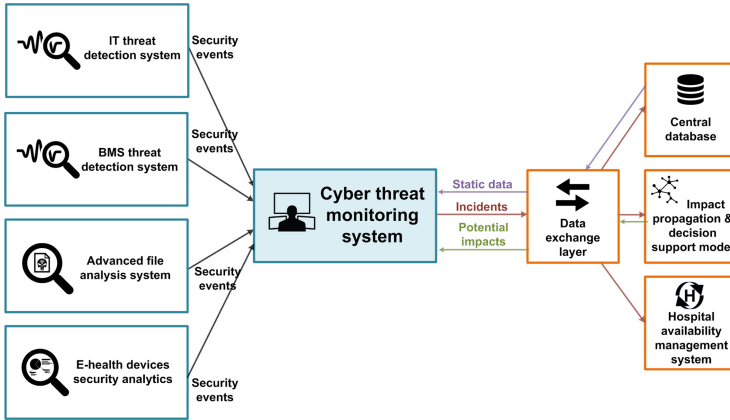 IT threat
detection system
Security
events
BMS threat
detection system
Security
events
Advanced file
analysis system
Security
events
E-health devices
security analytics
Security
events
Cyber threat
monitoring
system
Static data
Incidents
Potential
impacts
Data
exchange
layer
Central
database
Impact
propagation &
decision
support model
H
Hospital
availability
management
system